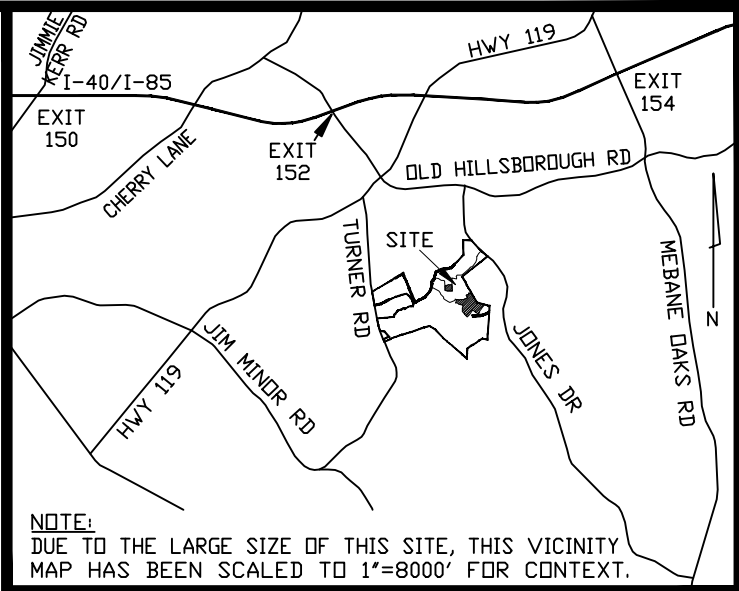 JIMMIE
KERR RD
I-40/I-85
EXIT
150
CHERRY LANE
EXIT
152
HWY 119
EXIT
154
OLD HILLSBOROUGH RD
TURNER RD
SITE
MEBANE OAKS RD
N
JONES DR
JIM MINOR RD
HWY 119
NOTE:
DUE TO THE LARGE SIZE OF THIS SITE, THIS VICINITY
MAP HAS BEEN SCALED TO 1"=8000' FOR CONTEXT.